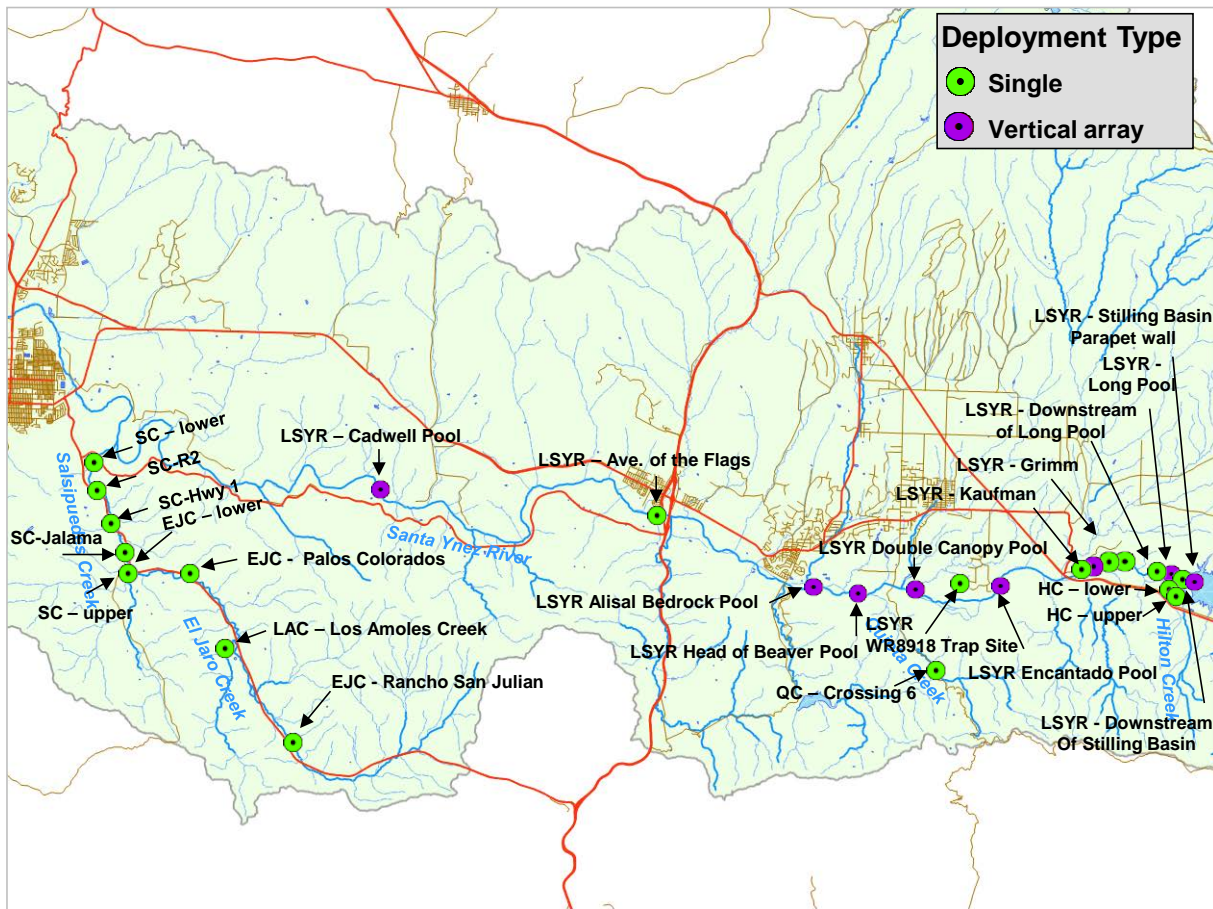 Deployment Type
Single
Vertical array
LSYR - Stilling Basin
Parapet wall
LSYR -
Long Pool
LSYR - Downstream
of Long Pool
LSYR - Grimm
LSYR - Kaufman
SC – lower
SC-R2
SC-Hwy 1
EJC – lower
SC-Jalama
SC – upper
Salsipuedes Creek
EJC - Palos Colorados
LAC – Los Amoles Creek
El Jaro Creek
EJC - Rancho San Julian
LSYR – Cadwell Pool
Santa Ynez River
LSYR – Ave. of the Flags
LSYR Double Canopy Pool
LSYR Alisal Bedrock Pool
LSYR Head of Beaver Pool
LSYR
WR8918 Trap Site
Creek
QC – Crossing 6
LSYR Encantado Pool
HC – lower
HC – upper
Hilton Creek
LSYR - Downstream
Of Stilling Basin